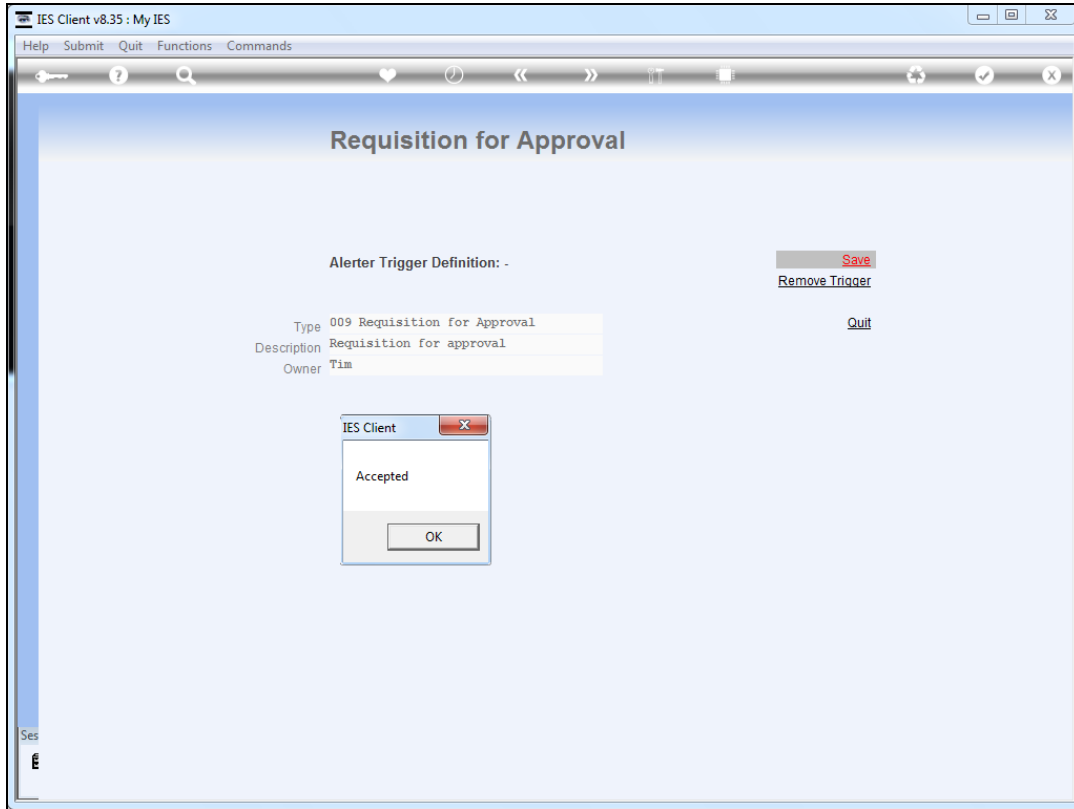 IES Client v8.35 : My IES
Help Submit Quit Functions Commands
Requisition for Approval
Alerter Trigger Definition: -
Save
Remove Trigger
Type 009 Requisition for Approval
Quit
Description Requisition for approval
Owner Tim
IES Client
Accepted
OK
Ses